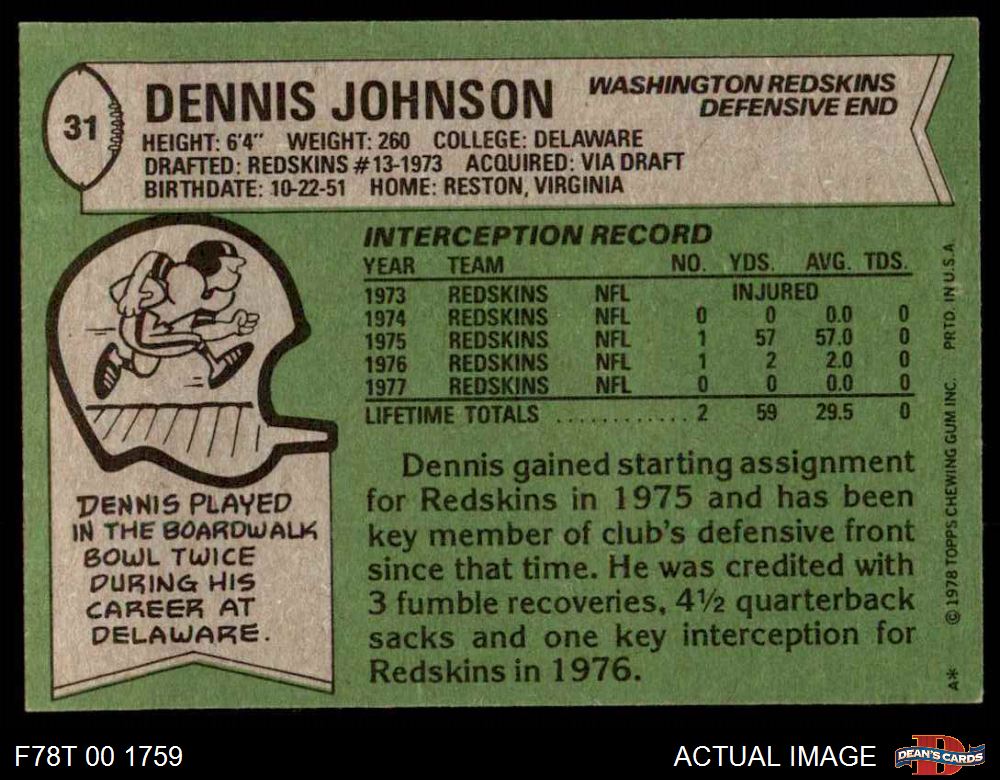 31
DENNIS JOHNSON
WASHINGTON REDSKINS
DEFENSIVE END
HEIGHT: 6'4" WEIGHT: 260 COLLEGE: DELAWARE
DRAFTED: REDSKINS #13-1973 ACQUIRED: VIA DRAFT
BIRTHDATE: 10-22-51 HOME: RESTON, VIRGINIA
INTERCEPTION RECORD
YEAR TEAM NO. YDS. AVG. TDS.
1973 REDSKINS NFL INJURED
1974 REDSKINS NFL 0 0 0.0 0
1975 REDSKINS NFL 1 57 57.0 0
1976 REDSKINS NFL 1 2 2.0 0
1977 REDSKINS NFL 0 0 0.0 0
LIFETIME TOTALS ............ 2 59 29.5 0
Dennis gained starting assignment
for Redskins in 1975 and has been
key member of club's defensive front
since that time. He was credited with
3 fumble recoveries, 4½ quarterback
sacks and one key interception for
Redskins in 1976.
DENNIS PLAYED
IN THE BOARDWALK
BOWL TWICE
DURING HIS
CAREER AT
DELAWARE.
A* © 1978 TOPPS CHEWING GUM INC. PRTD. IN U.S.A.
F78T 00 1759
ACTUAL IMAGE
D
DEAN'S CARDS